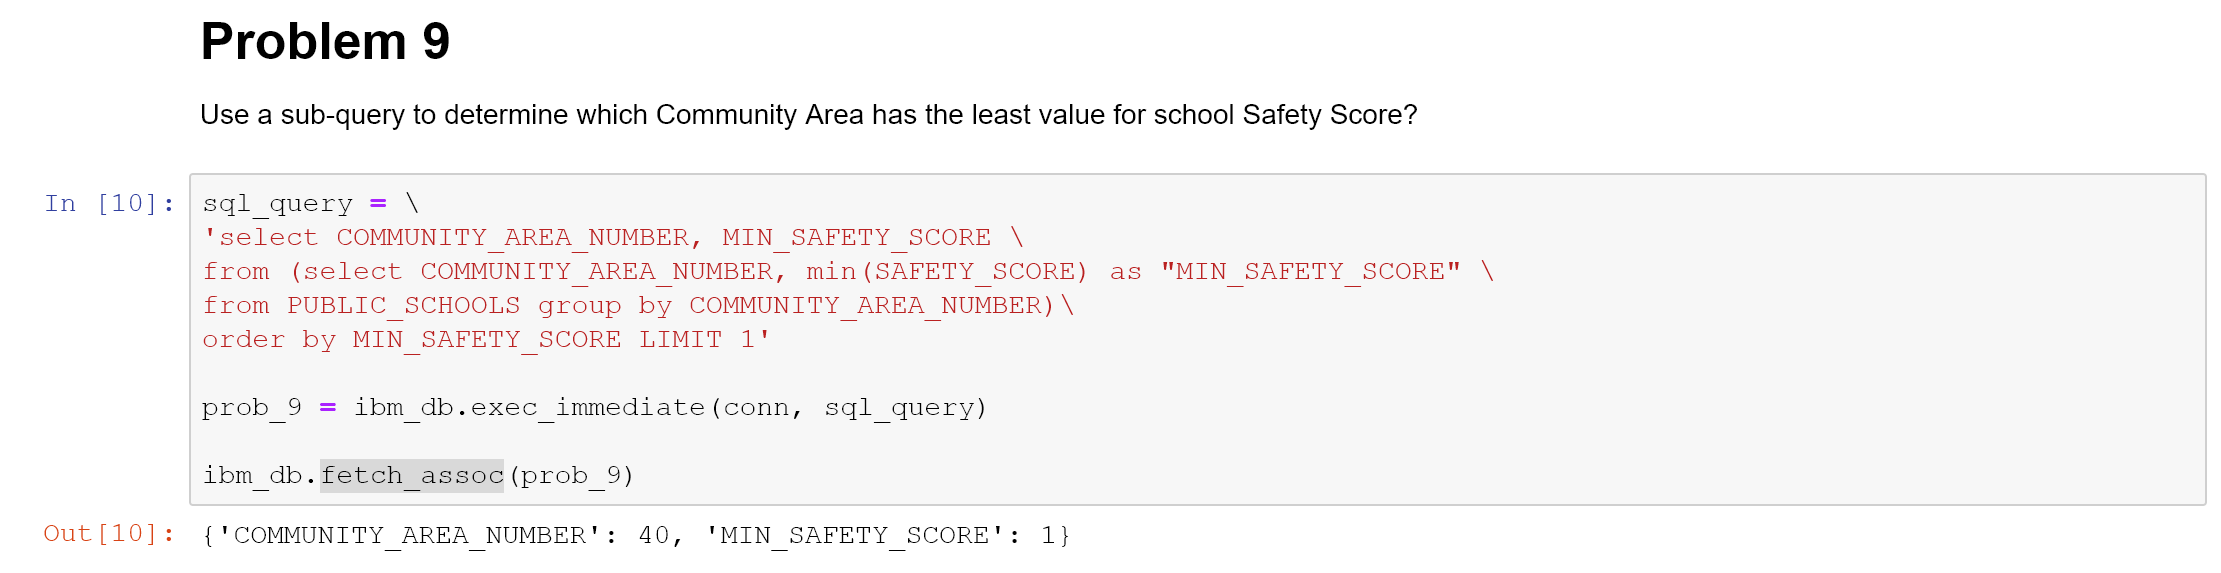 Problem 9
Use a sub-query to determine which Community Area has the least value for school Safety Score?
In [10]: sql_query = \
'select COMMUNITY_AREA_NUMBER, MIN_SAFETY_SCORE \
from (select COMMUNITY_AREA_NUMBER, min(SAFETY_SCORE) as "MIN_SAFETY_SCORE" \
from PUBLIC_SCHOOLS group by COMMUNITY_AREA_NUMBER)\
order by MIN_SAFETY_SCORE LIMIT 1'
prob_9 = ibm_db.exec_immediate(conn, sql_query)
ibm_db.fetch_assoc(prob_9)
Out[10]: {'COMMUNITY_AREA_NUMBER': 40, 'MIN_SAFETY_SCORE': 1}